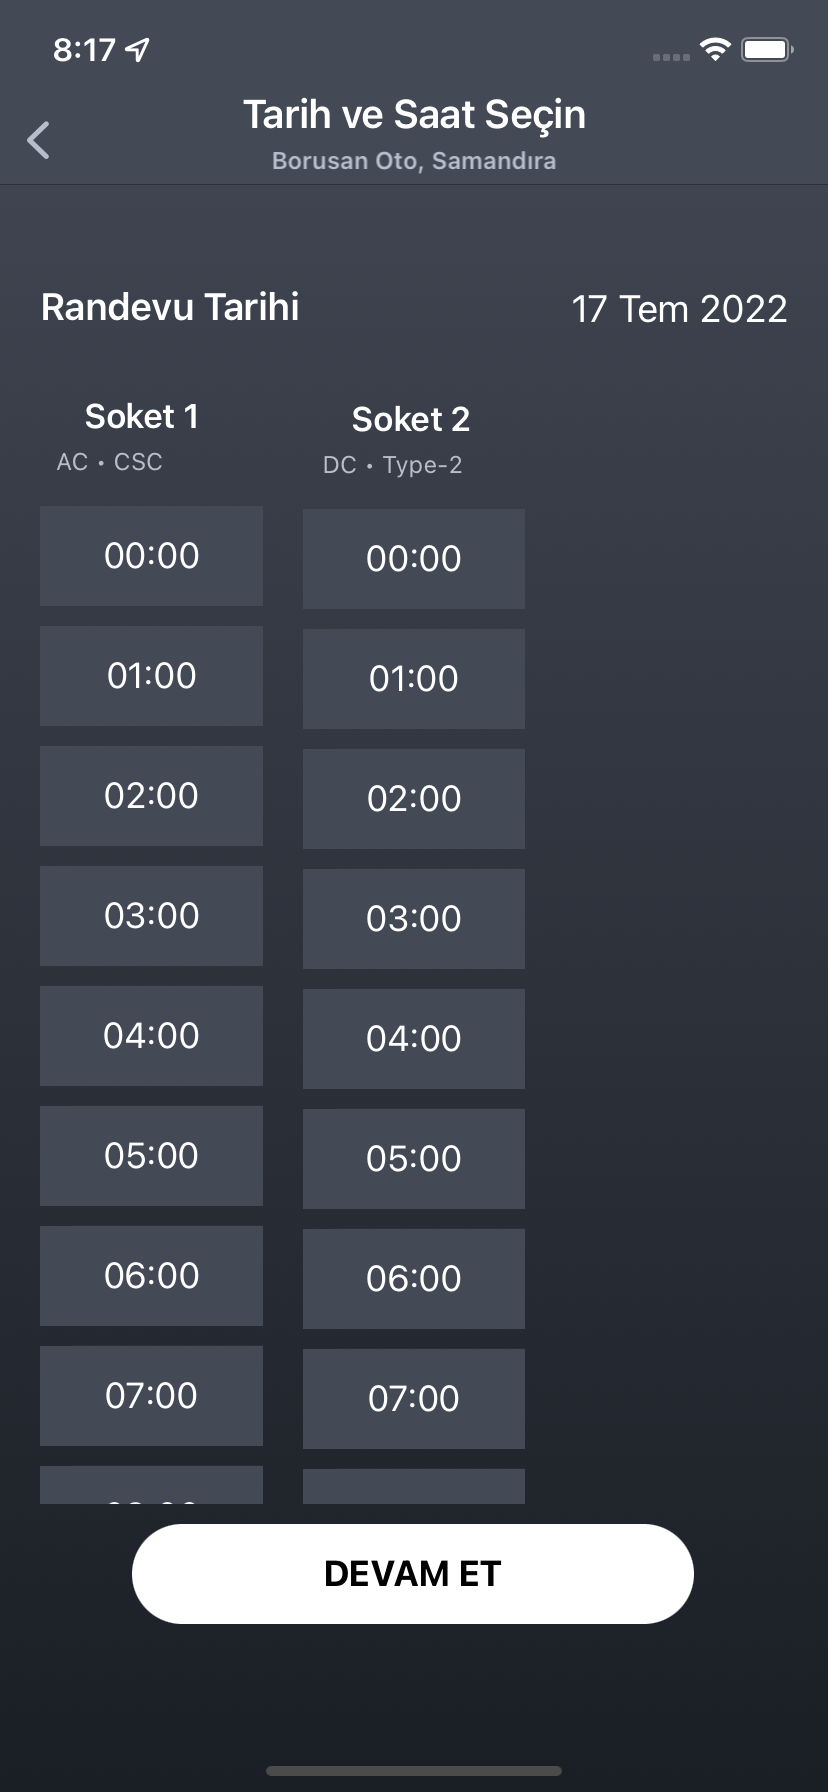 8:17
Tarih ve Saat Seçin
Borusan Oto, Samandıra
Randevu Tarihi
17 Tem 2022
Soket 1
Soket 2
AC • CSC
DC • Type-2
00:00
00:00
01:00
01:00
02:00
02:00
03:00
03:00
04:00
04:00
05:00
05:00
06:00
06:00
07:00
07:00
DEVAM ET